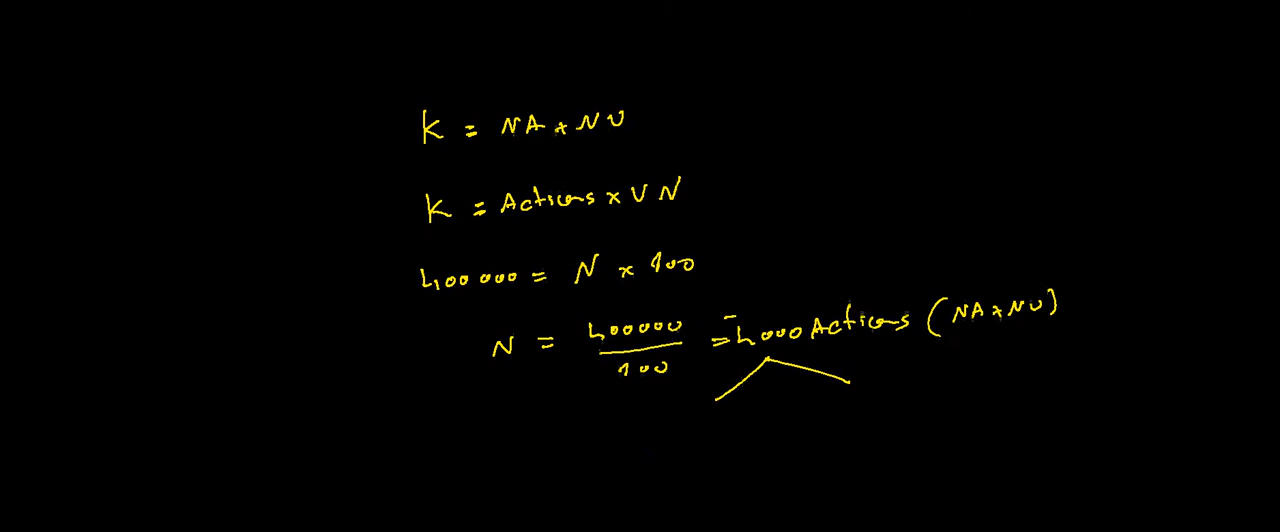 K = NA * NU
K = Actions x V N
400 000 = N x 100
N = 400000 / 100 = 4000 Actions (NA * NU)